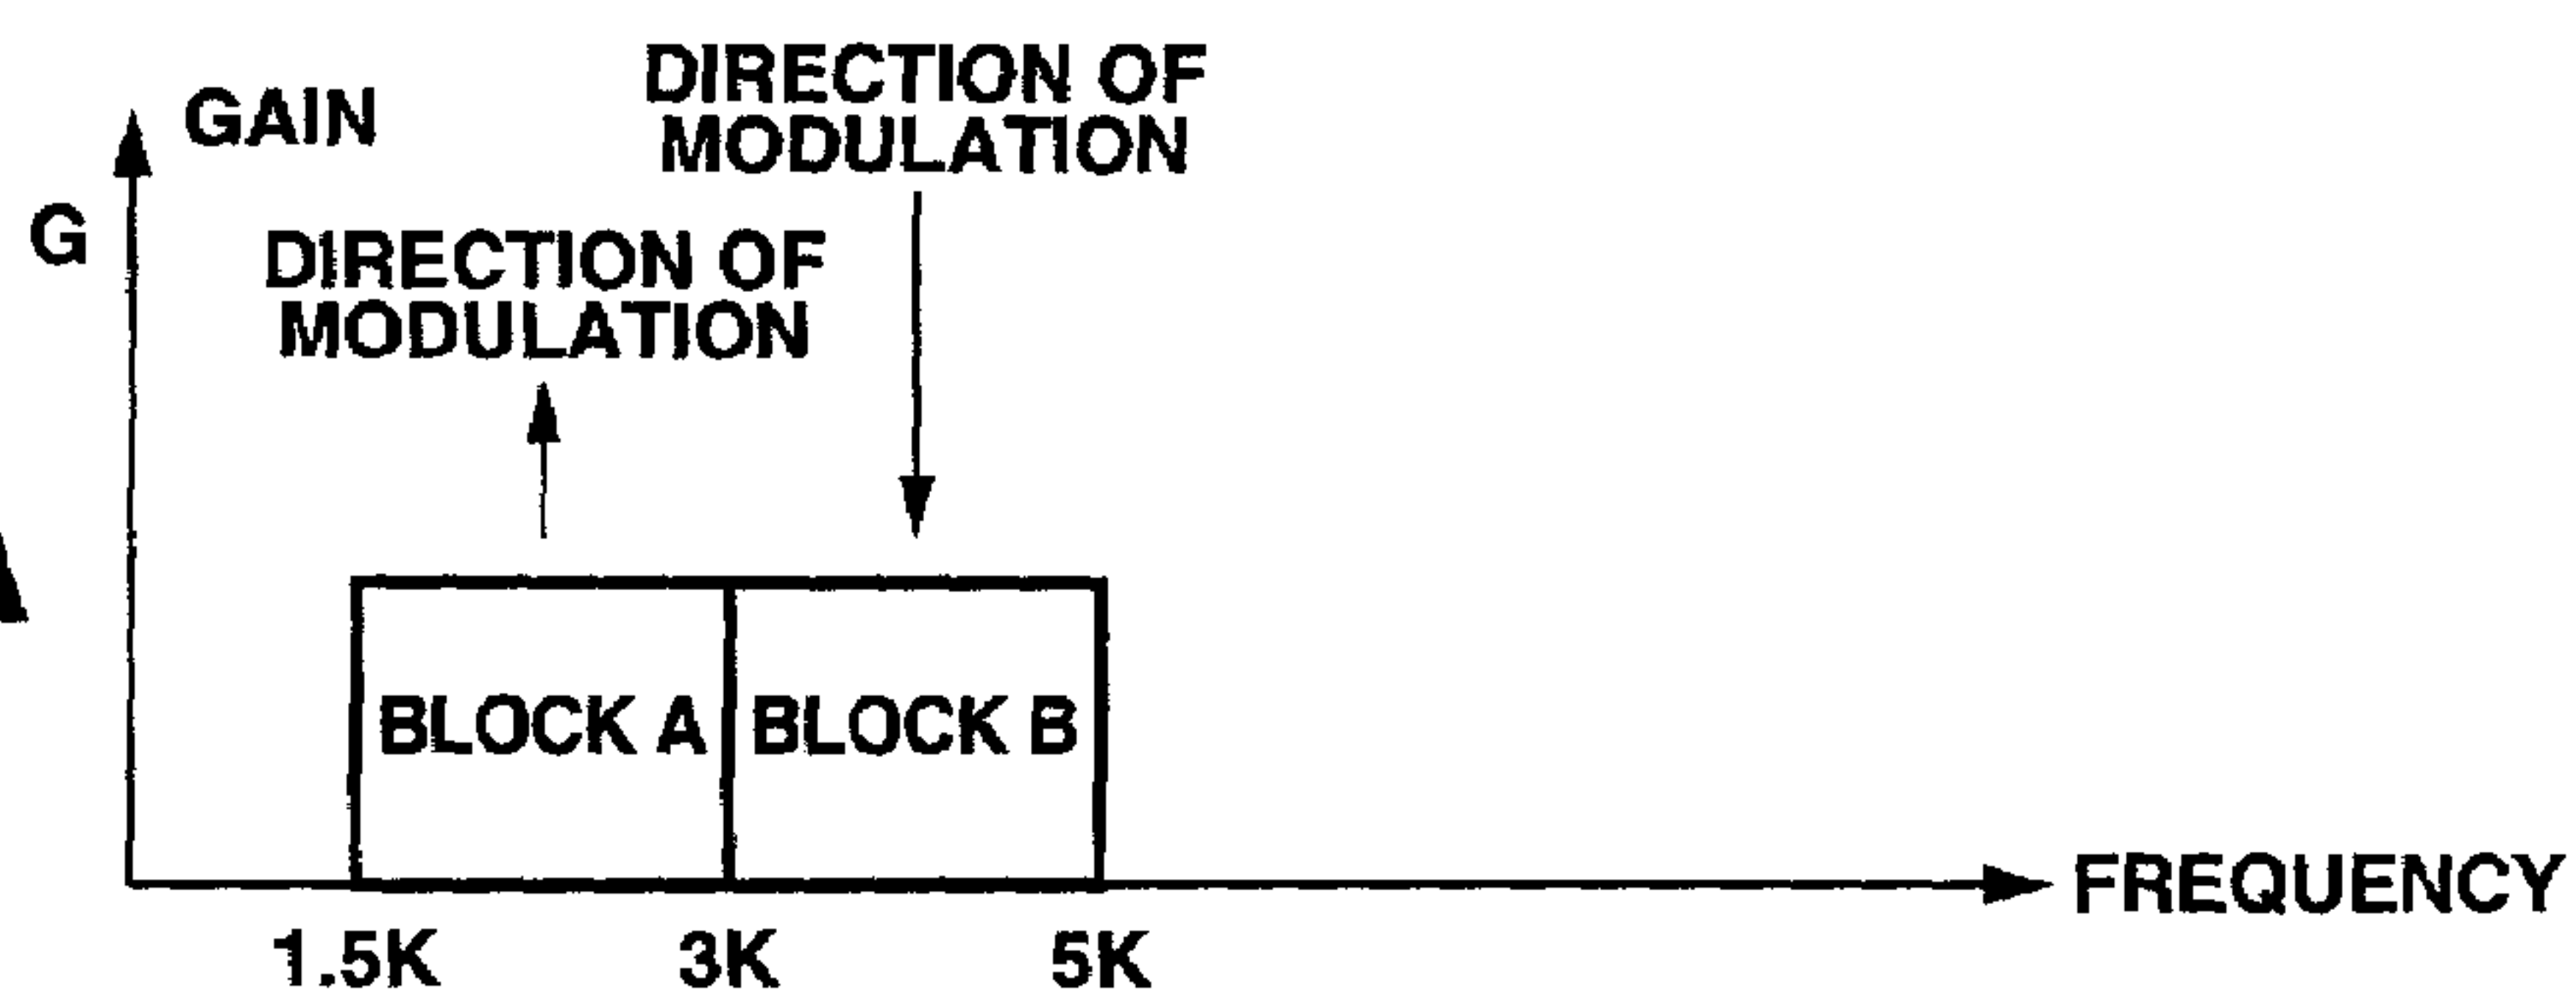 DIRECTION OF
MODULATION
GAIN
G
DIRECTION OF
MODULATION
BLOCK A
BLOCK B
FREQUENCY
1.5K
3K
5K